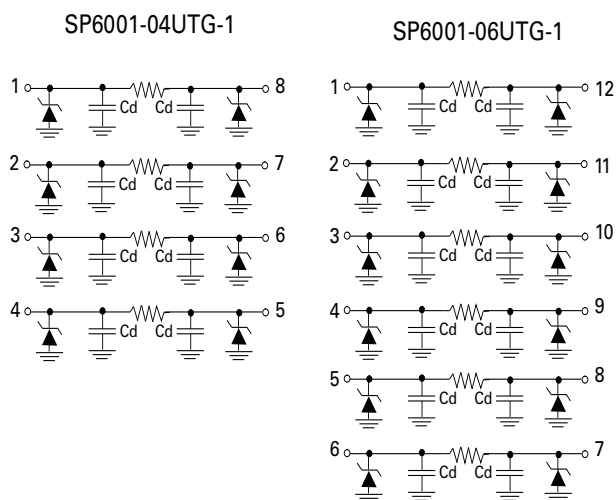 SP6001-04UTG-1
1 8
Cd Cd
2 7
Cd Cd
3 6
Cd Cd
4 5
Cd Cd
SP6001-06UTG-1
1 12
Cd Cd
2 11
Cd Cd
3 10
Cd Cd
4 9
Cd Cd
5 8
Cd Cd
6 7
Cd Cd